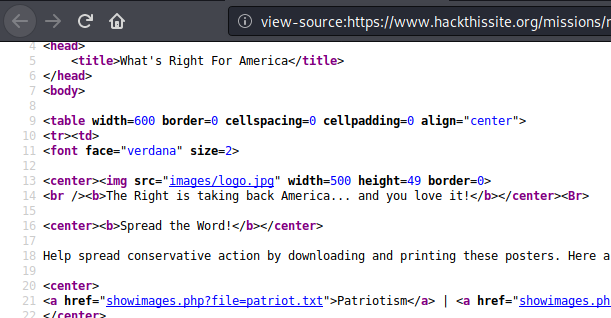 view-source:https://www.hackthissite.org/missions/
4 <head>
5 <title>What's Right For America</title>
6 </head>
7 <body>
8
9 <table width=600 border=0 cellspacing=0 cellpadding=0 align="center">
10 <tr><td>
11 <font face="verdana" size=2>
12
13 <center><img src="images/logo.jpg" width=500 height=49 border=0>
14 <br /><b>The Right is taking back America... and you love it!</b></center><Br>
15
16 <center><b>Spread the Word!</b></center>
17
18 Help spread conservative action by downloading and printing these posters. Here a
19
20 <center>
21 <a href="showimages.php?file=patriot.txt">Patriotism</a> | <a href="showimages.ph
22 </center>